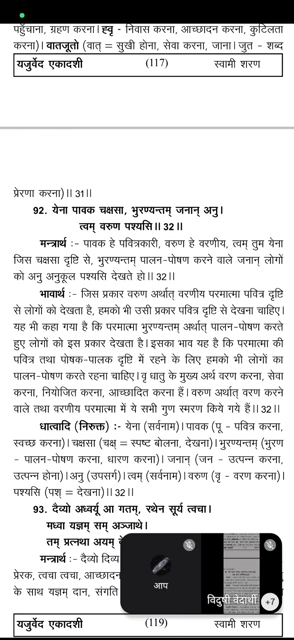 पहुँचाना, ग्रहण करना। ह्वृ - निवास करना, आच्छादन करना, कुटिलता
करना)। वातजूतो (वात् = सुखी होना, सेवा करना, जाना। जुत - शब्द
यजुर्वेद एकादशी (117) स्वामी शरण
प्रेरणा करना)।। 31।।
92. येना पावक चक्षसा, भुरण्यन्तम् जनान् अनु।
त्वम् वरुण पश्यसि।। 32।।
मन्त्रार्थ :- पावक हे पवित्रकारी, वरुण हे वरणीय, त्वम् तुम येना
जिस चक्षसा दृष्टि से, भुरण्यन्तम् पालन-पोषण करने वाले जनान् लोगों
को अनु अनुकूल पश्यसि देखते हो।। 32।।
भावार्थ :- जिस प्रकार वरुण अर्थात् वरणीय परमात्मा पवित्र दृष्टि
से लोगों को देखता है, हमको भी उसी प्रकार पवित्र दृष्टि से देखना चाहिए।
यह भी कहा गया है कि परमात्मा भुरण्यन्तम् अर्थात् पालन-पोषण करते
हुए लोगों को इस प्रकार देखता है। इसका भाव यह है कि परमात्मा की
पवित्र तथा पोषक-पालक दृष्टि में रहने के लिए हमको भी लोगों का
पालन-पोषण करते रहना चाहिए। वृ धातु के मुख्य अर्थ वरण करना, सेवा
करना, नियोजित करना, आच्छादित करना हैं। वरुण अर्थात् वरण करने
वाले तथा वरणीय परमात्मा में ये सभी गुण स्मरण किये गये हैं।। 32।।
धात्वादि (निरुक्त) :- येना (सर्वनाम)। पावक (पू - पवित्र करना,
स्वच्छ करना)। चक्षसा (चक्ष् = स्पष्ट बोलना, देखना)। भुरण्यन्तम् (भुरण
- पालन-पोषण करना, धारण करना)। जनान् (जन - उत्पन्न करना,
उत्पन्न होना)। अनु (उपसर्ग)। त्वम् (सर्वनाम)। वरुण (वृ - वरण करना)।
पश्यसि (पश् = देखना)।। 32।।
93. दैव्यो अध्वर्यू आ गतम्, रथेन सूर्य त्वचा।
मध्वा यज्ञम् सम् अञ्जाथे।
तम् प्रत्नथा अयम्
मन्त्रार्थ :- दैव्यो दिव्य
प्रेरक, त्वचा त्वचा, आच्छादन
के साथ यज्ञम् दान, संगति
आप
विदुषी वेदार्थी
+7
यजुर्वेद एकादशी (119) स्वामी शरण